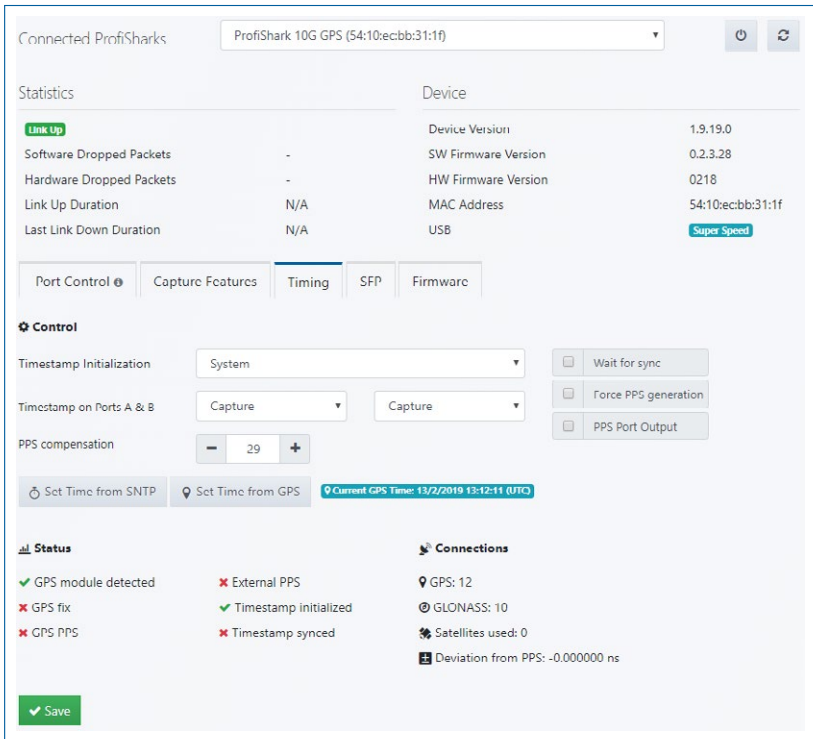 Connected ProfiSharks
ProfiShark 10G GPS (54:10:ec:bb:31:1f)
Statistics
Link Up
Software Dropped Packets -
Hardware Dropped Packets -
Link Up Duration N/A
Last Link Down Duration N/A
Device
Device Version 1.9.19.0
SW Firmware Version 0.2.3.28
HW Firmware Version 0218
MAC Address 54:10:ec:bb:31:1f
USB Super Speed
Port Control Capture Features Timing SFP Firmware
Control
Timestamp Initialization System
Timestamp on Ports A & B Capture Capture
PPS compensation - 29 +
Wait for sync
Force PPS generation
PPS Port Output
Set Time from SNTP Set Time from GPS Current GPS Time: 13/2/2019 13:12:11 (UTC)
Status
GPS module detected External PPS
GPS fix Timestamp initialized
GPS PPS Timestamp synced
Connections
GPS: 12
GLONASS: 10
Satellites used: 0
Deviation from PPS: -0.000000 ns
Save